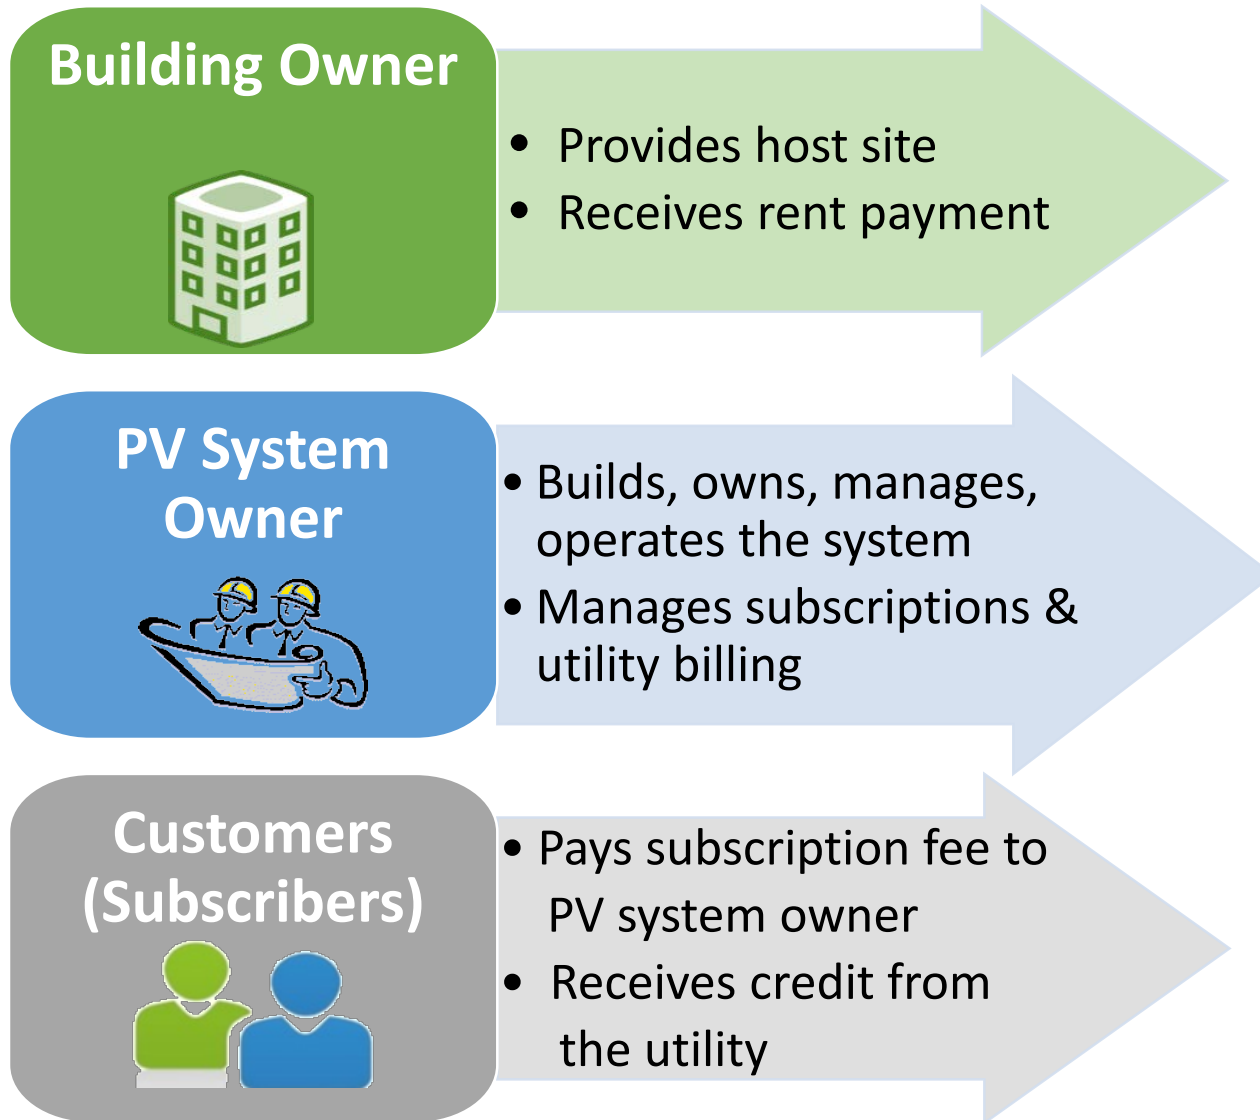 Building Owner
• Provides host site
• Receives rent payment
PV System
Owner
• Builds, owns, manages,
operates the system
• Manages subscriptions &
utility billing
Customers
(Subscribers)
• Pays subscription fee to
PV system owner
• Receives credit from
the utility